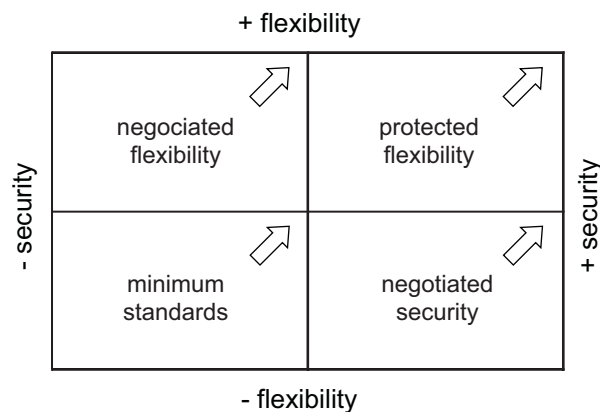 + flexibility
negociated
flexibility
protected
flexibility
- security
+ security
minimum
standards
negotiated
security
- flexibility